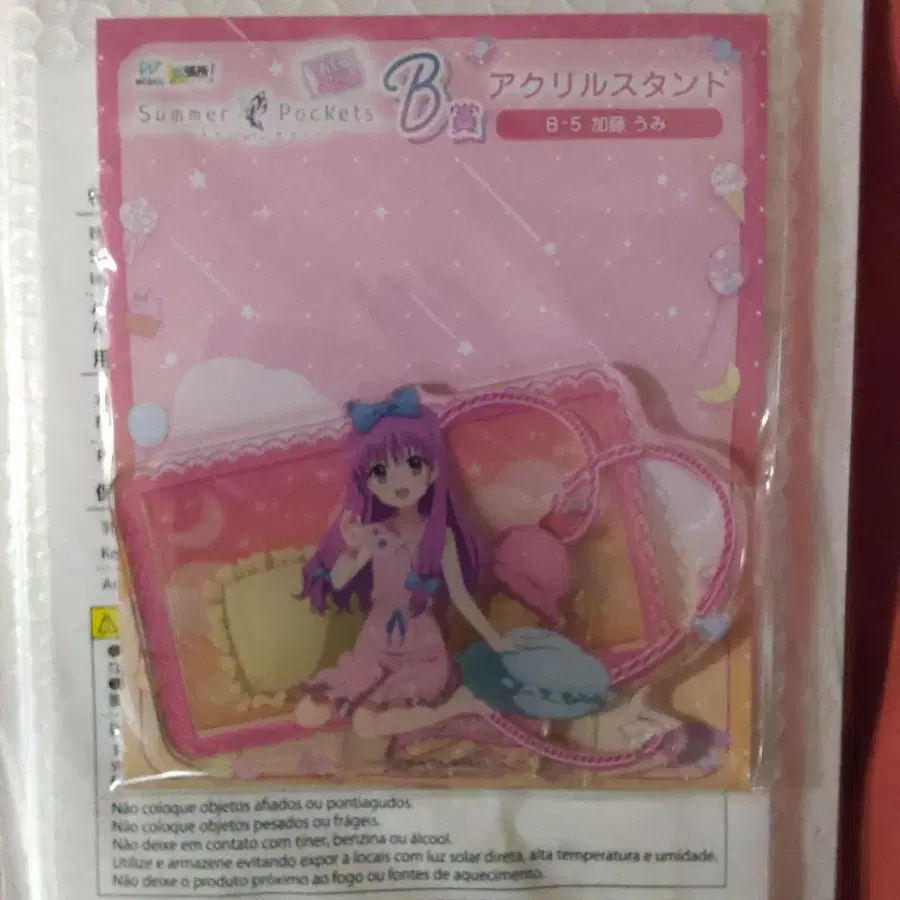 張所!
Summer Pockets
B賞
アクリルスタンド
B-5 加藤 うみ
用
Não coloque objetos afiados ou pontiagudos.
Não coloque objetos pesados ou frágeis.
Não deixe em contato com tiner, benzina ou álcool.
Utilize e armazene evitando expor a locais com luz solar direta, alta temperatura e umidade.
Não deixe o produto próximo ao fogo ou fontes de aquecimento.